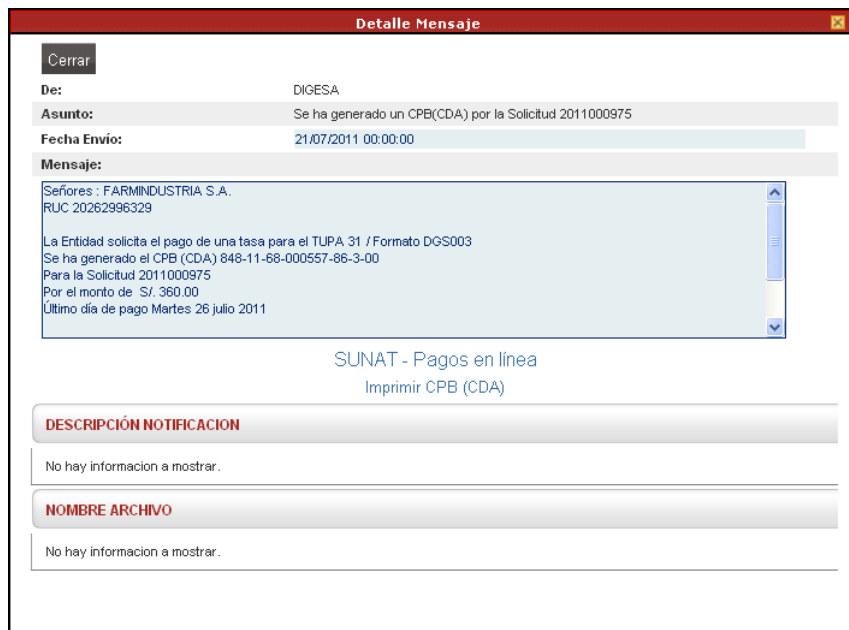 Detalle Mensaje
Cerrar
De: DIGESA
Asunto: Se ha generado un CPB(CDA) por la Solicitud 2011000975
Fecha Envío: 21/07/2011 00:00:00
Mensaje:
Señores : FARMINDUSTRIA S.A.
RUC 20262996329
La Entidad solicita el pago de una tasa para el TUPA 31 / Formato DGS003
Se ha generado el CPB (CDA) 848-11-68-000557-86-3-00
Para la Solicitud 2011000975
Por el monto de S/. 360.00
Último día de pago Martes 26 julio 2011
SUNAT - Pagos en línea
Imprimir CPB (CDA)
DESCRIPCIÓN NOTIFICACION
No hay informacion a mostrar.
NOMBRE ARCHIVO
No hay informacion a mostrar.